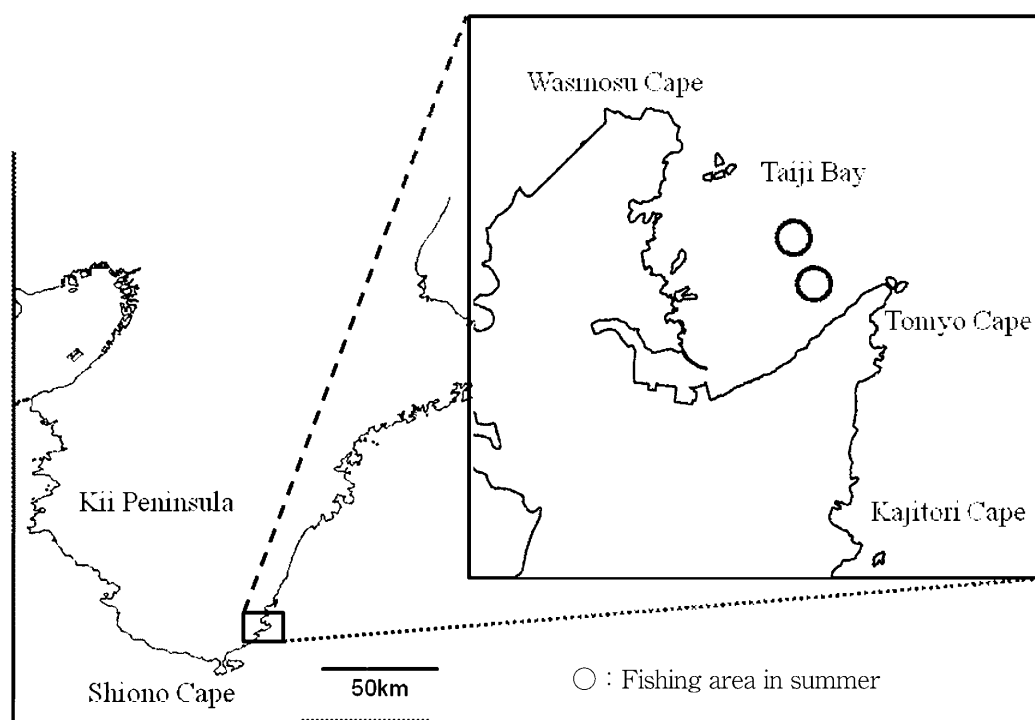 Wasinosu Cape
Taiji Bay
Tomyo Cape
Kii Peninsula
Kajitori Cape
Shiono Cape
50km
○ : Fishing area in summer